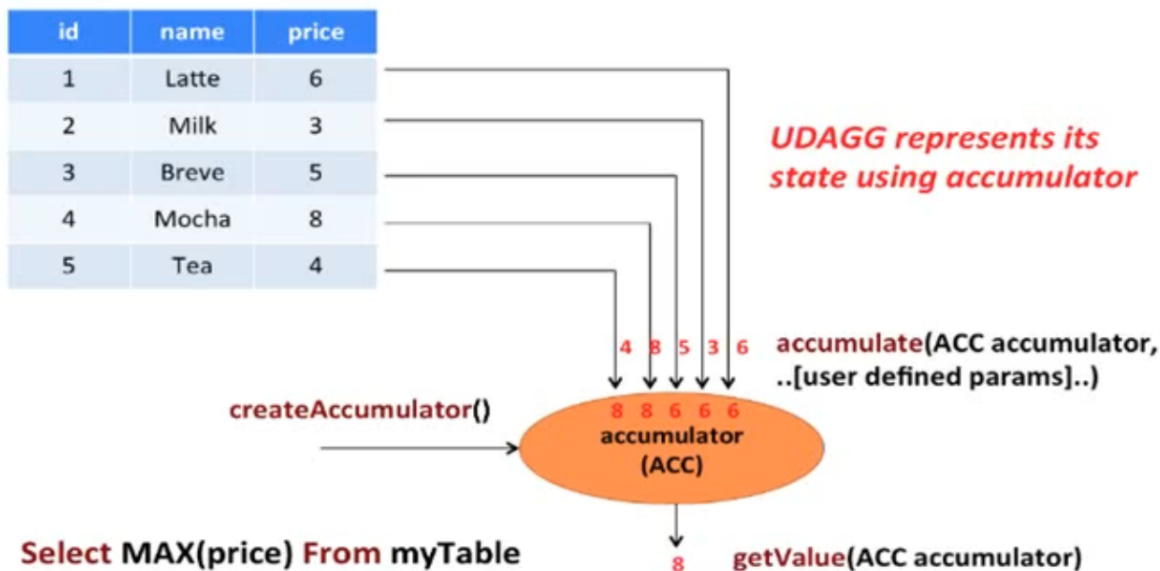 id name price
1 Latte 6
2 Milk 3
3 Breve 5
4 Mocha 8
5 Tea 4
UDAGG represents its
state using accumulator
4 8 5 3 6
accumulate(ACC accumulator,
..[user defined params]..)
createAccumulator()
8 8 6 6 6
accumulator
(ACC)
Select MAX(price) From myTable
8
getValue(ACC accumulator)